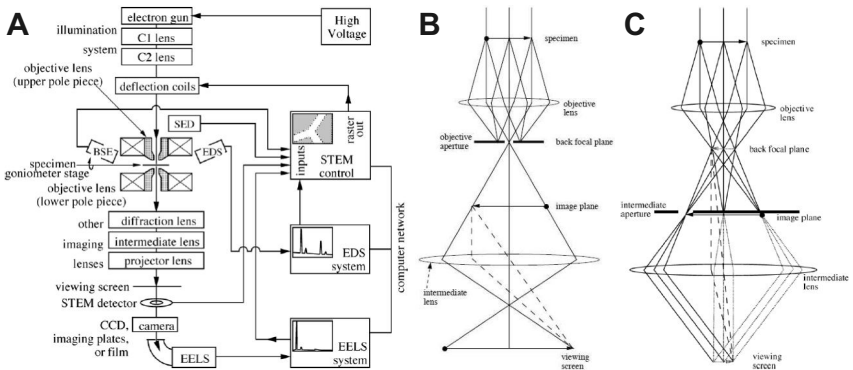 A
electron gun
illumination
C1 lens
system
C2 lens
High
Voltage
objective lens
(upper pole piece)
deflection coils
SED
BSE
EDS
specimen
goniometer stage
objective lens
(lower pole piece)
inputs
raster out
STEM
control
other
diffraction lens
imaging
intermediate lens
lenses
projector lens
EDS
system
computer network
viewing screen
STEM detector
CCD,
imaging plates,
or film
camera
EELS
EELS
system
B
specimen
objective
lens
objective
aperture
back focal plane
image plane
intermediate
lens
viewing
screen
C
specimen
objective
lens
back focal plane
intermediate
aperture
image plane
intermediate
lens
viewing
screen